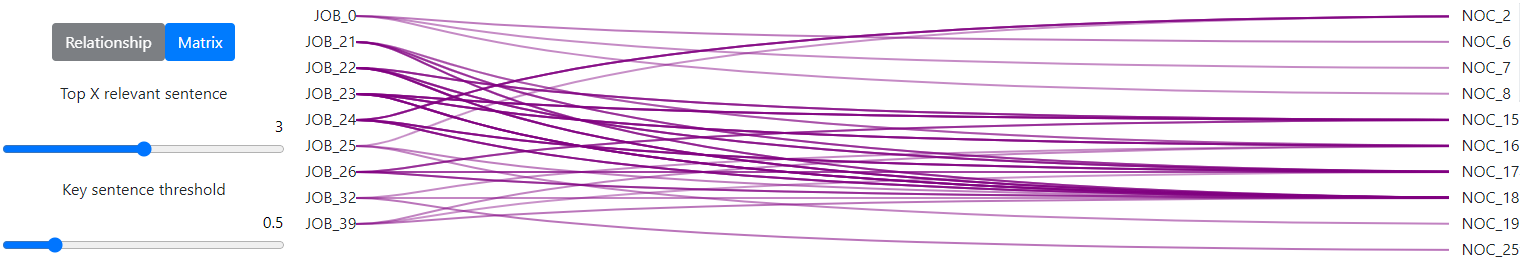 Relationship Matrix
Top X relevant sentence
3
Key sentence threshold
0.5
JOB_0
JOB_21
JOB_22
JOB_23
JOB_24
JOB_25
JOB_26
JOB_32
JOB_39
NOC_2
NOC_6
NOC_7
NOC_8
NOC_15
NOC_16
NOC_17
NOC_18
NOC_19
NOC_25